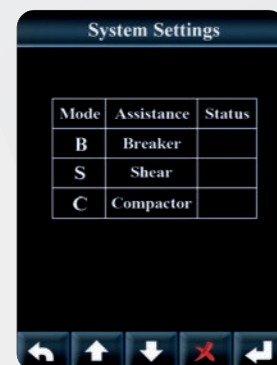 System Settings
Mode Assistance Status
B Breaker
S Shear
C Compactor